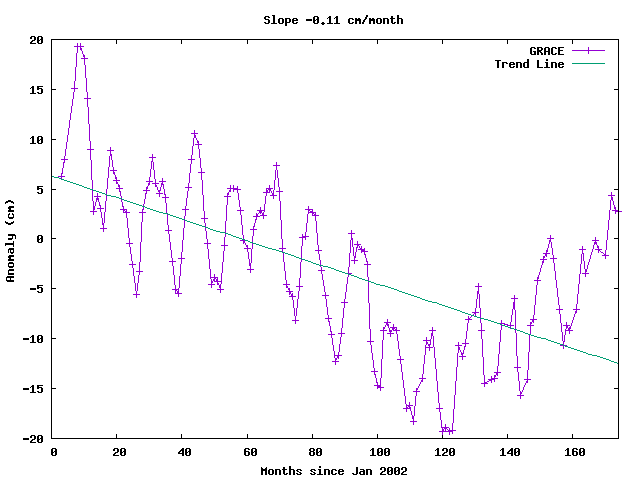 Slope -0.11 cm/month
GRACE
Trend Line
20
15
10
5
0
-5
-10
-15
-20
Anomaly (cm)
0 20 40 60 80 100 120 140 160
Months since Jan 2002